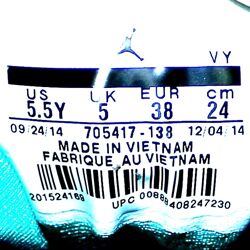 VY
US UK EUR cm
5.5Y 5 38 24
09/24/14 705417-138 12/04/14
MADE IN VIETNAM
FABRIQUE AU VIETNAM
201524169
UPC 00888408247230